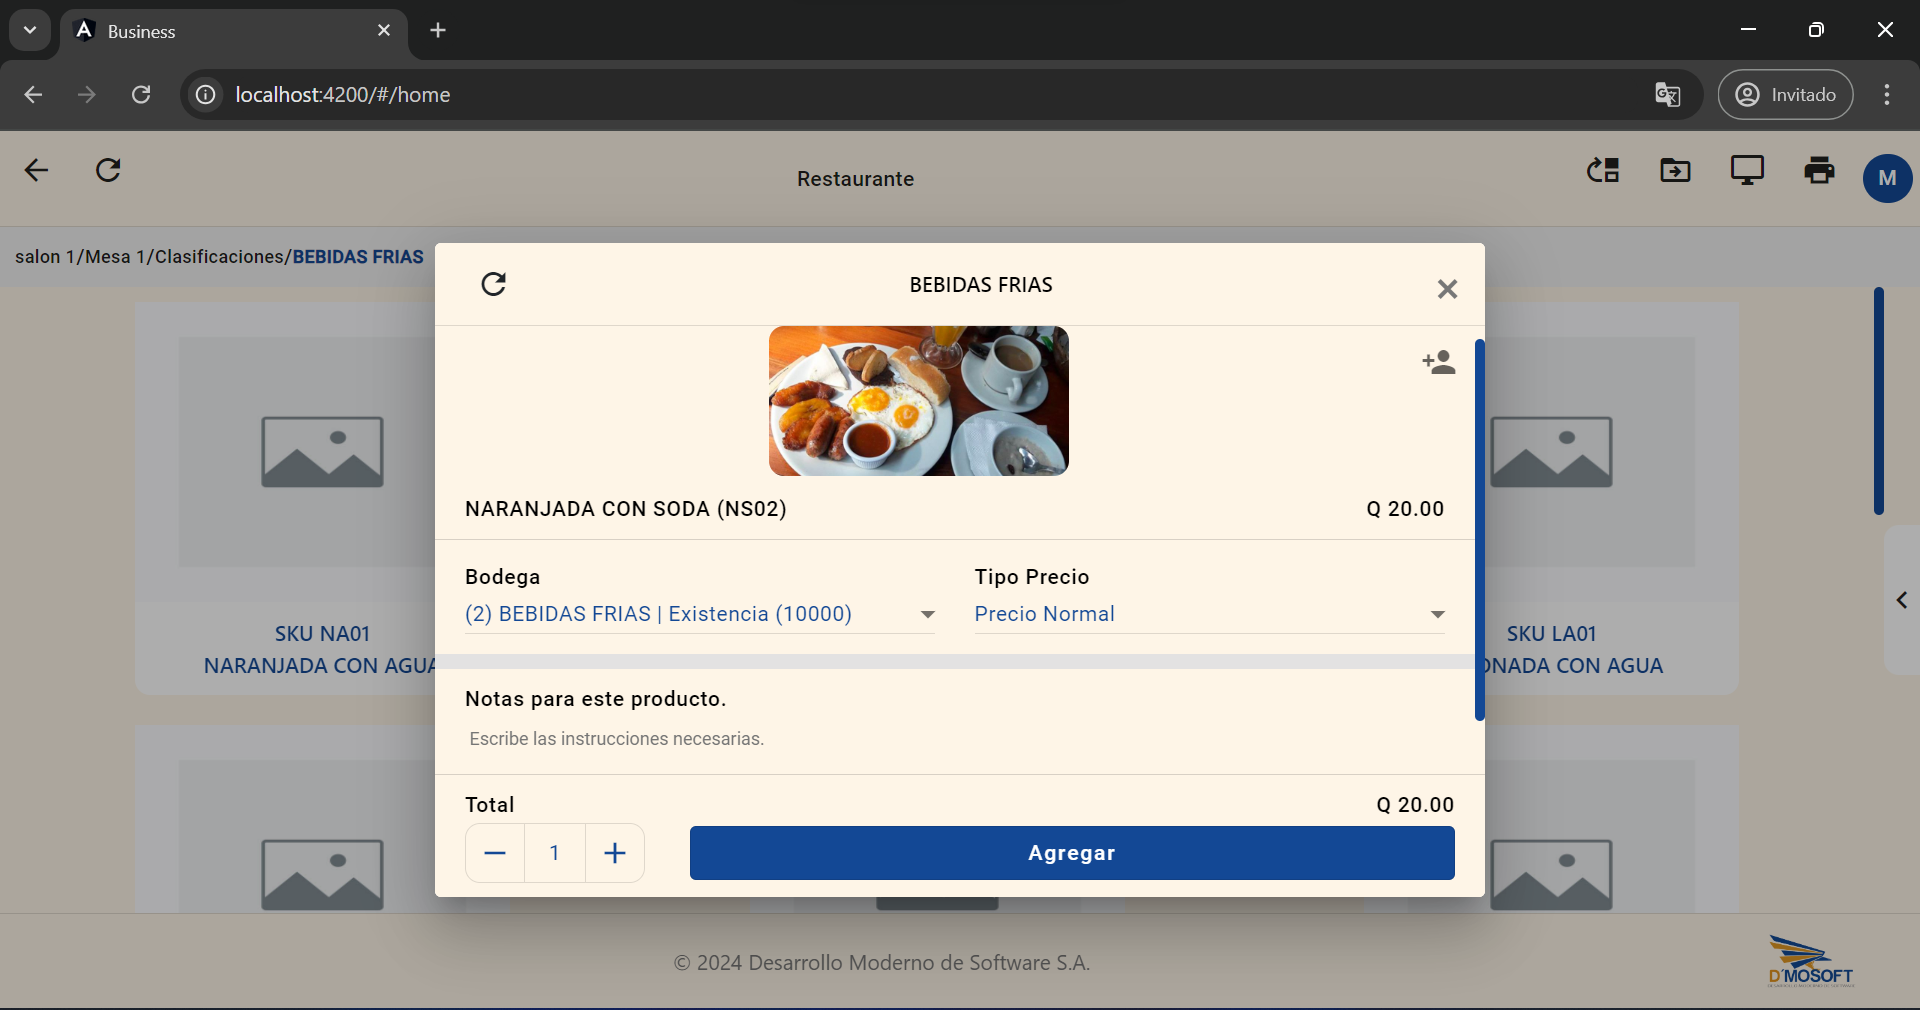 Business
localhost:4200/#/home
Invitado
Restaurante
M
salon 1/Mesa 1/Clasificaciones/BEBIDAS FRIAS
BEBIDAS FRIAS
NARANJADA CON SODA (NS02)
Q 20.00
Bodega
Tipo Precio
(2) BEBIDAS FRIAS | Existencia (10000)
Precio Normal
SKU NA01
NARANJADA CON AGUA
SKU LA01
ONADA CON AGUA
Notas para este producto.
Escribe las instrucciones necesarias.
Total
Q 20.00
1
Agregar
© 2024 Desarrollo Moderno de Software S.A.
D'MOSOFT